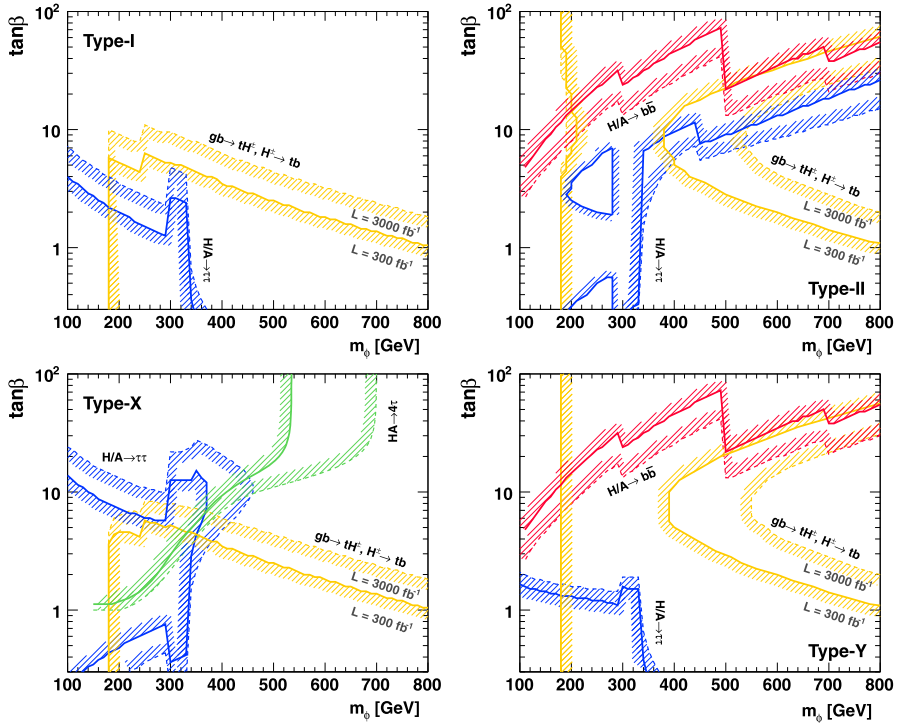 tanβ
10²
10
1
Type-I
gb→ tH±, H±→ tb
L = 3000 fb⁻¹
L = 300 fb⁻¹
H/A→ττ
100 200 300 400 500 600 700 800
m_ϕ [GeV]
tanβ
10²
10
1
H/A→ bb̄
gb→ tH±, H±→ tb
L = 3000 fb⁻¹
L = 300 fb⁻¹
H/A→ττ
Type-II
100 200 300 400 500 600 700 800
m_ϕ [GeV]
tanβ
10²
10
1
Type-X
HA→4τ
H/A→ττ
gb→ tH±, H±→ tb
L = 3000 fb⁻¹
L = 300 fb⁻¹
100 200 300 400 500 600 700 800
m_ϕ [GeV]
tanβ
10²
10
1
H/A→ bb̄
gb→ tH±, H±→ tb
L = 3000 fb⁻¹
L = 300 fb⁻¹
H/A→ττ
Type-Y
100 200 300 400 500 600 700 800
m_ϕ [GeV]